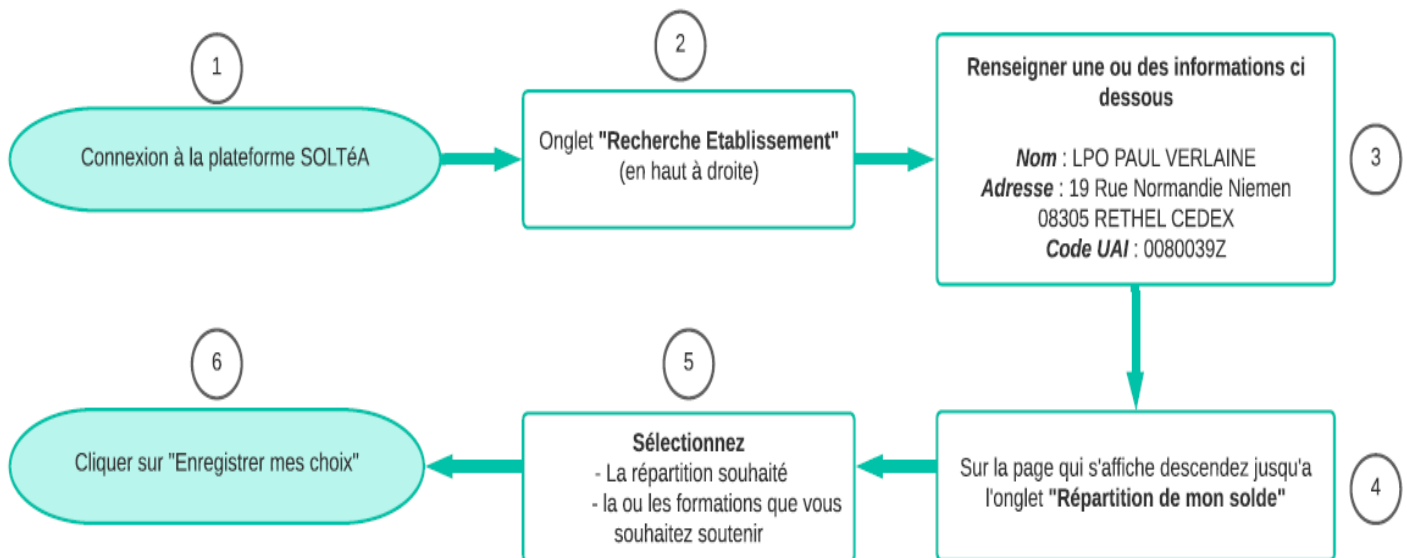 1
Connexion à la plateforme SOLTéA
2
Onglet "Recherche Etablissement"
(en haut à droite)
Renseigner une ou des informations ci
dessous
Nom : LPO PAUL VERLAINE
Adresse : 19 Rue Normandie Niemen
08305 RETHEL CEDEX
Code UAI : 0080039Z
3
Sur la page qui s'affiche descendez jusqu'a
l'onglet "Répartition de mon solde"
4
5
Sélectionnez
- La répartition souhaité
- la ou les formations que vous
souhaitez soutenir
6
Cliquer sur "Enregistrer mes choix"